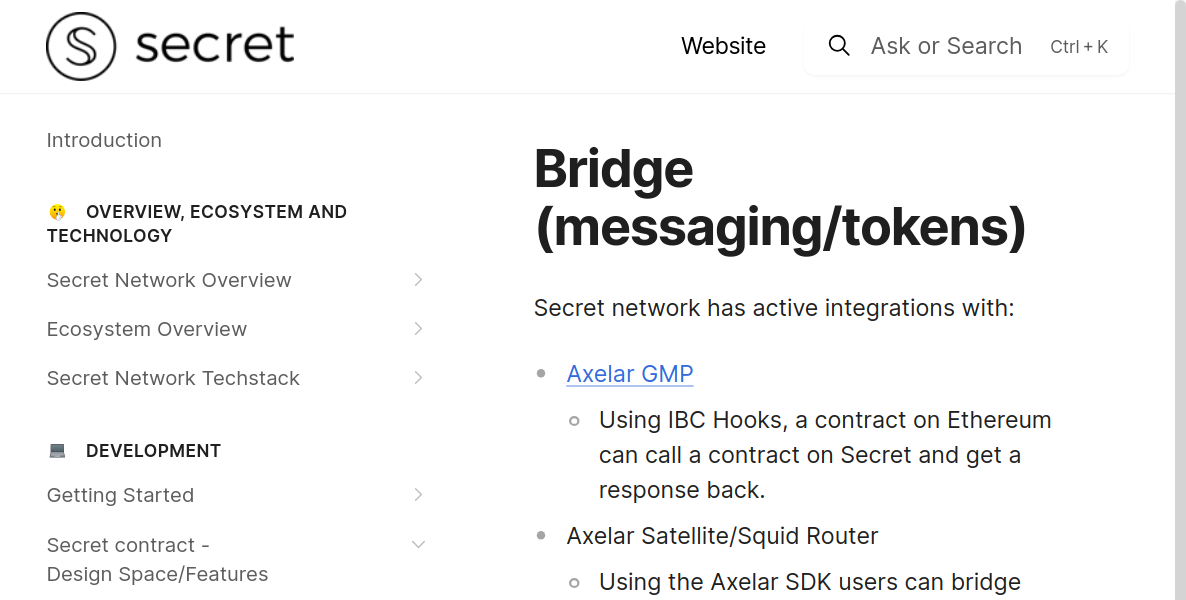 secret
Website
Ask or Search Ctrl + K
Introduction
OVERVIEW, ECOSYSTEM AND
TECHNOLOGY
Secret Network Overview
Ecosystem Overview
Secret Network Techstack
DEVELOPMENT
Getting Started
Secret contract -
Design Space/Features
Bridge
(messaging/tokens)
Secret network has active integrations with:
Axelar GMP
Using IBC Hooks, a contract on Ethereum
can call a contract on Secret and get a
response back.
Axelar Satellite/Squid Router
Using the Axelar SDK users can bridge